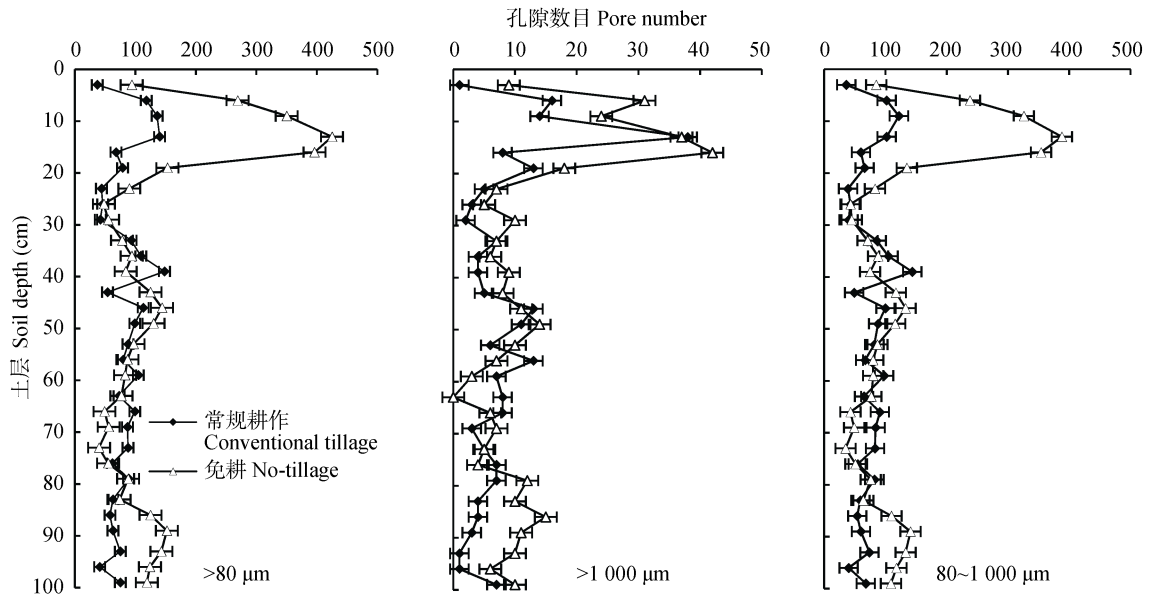 孔隙数目 Pore number
0 100 200 300 400 500
0 10 20 30 40 50
0 100 200 300 400 500
土层 Soil depth (cm)
0
10
20
30
40
50
60
70
80
90
100
常规耕作
Conventional tillage
免耕 No-tillage
>80 μm
>1 000 μm
80~1 000 μm